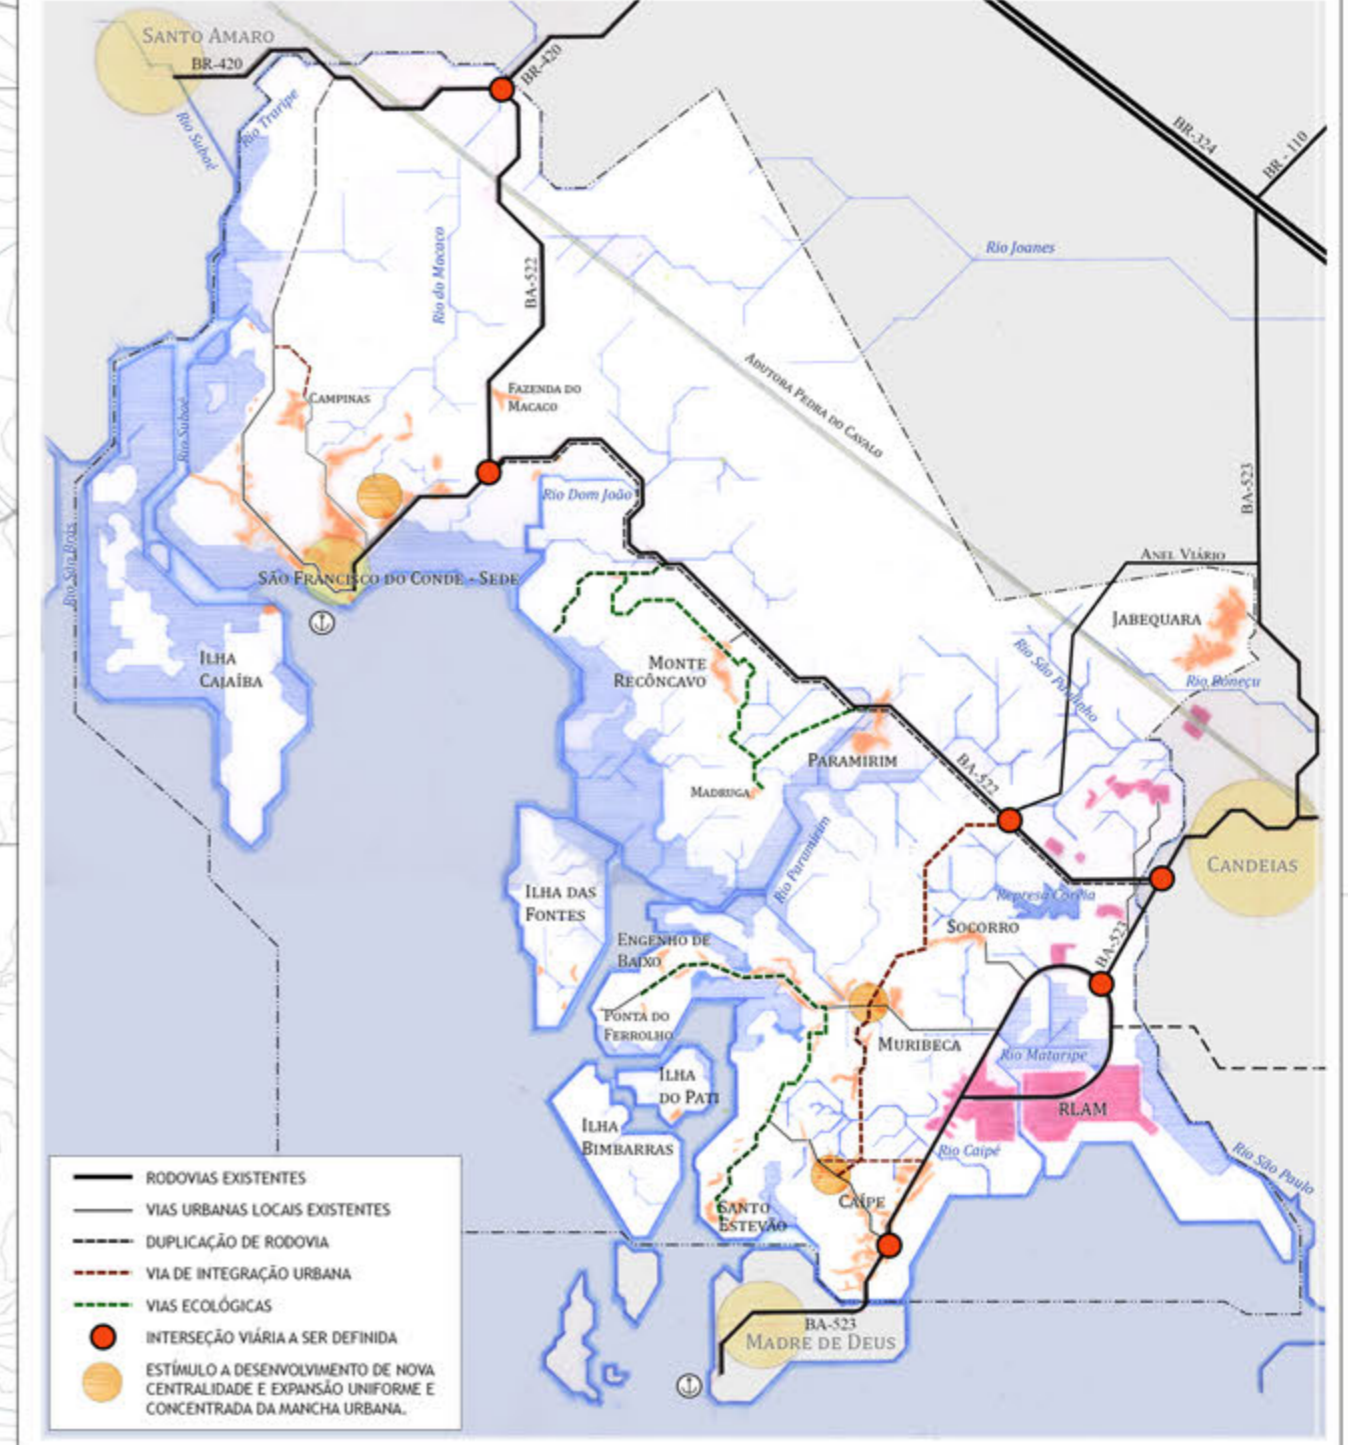 SANTO AMARO
BR-420
BR-420
Rio Traripe
Rio Subaé
BR-324
BR - 110
Rio Joanes
Rio do Macaco
BA-522
ADUTORA PEDRA DO CAVALO
FAZENDA DO
MACACO
CAMPINAS
Rio Subaé
BA-523
Rio Dom João
Rio São Brás
ANEL VIÁRIO
SÃO FRANCISCO DO CONDE - SEDE
JABEQUARA
ILHA
CAJAÍBA
MONTE
RECÔNCAVO
Rio São Paulinho
Rio Boneçu
PARAMIRIM
BA-522
MADRUGA
Rio Paramirim
CANDEIAS
ILHA DAS
FONTES
Represa Coréia
SOCORRO
ENGENHO DE
BAIXO
BA-523
PONTA DO
FERROLHO
MURIBECA
Rio Mataripe
ILHA
DO PATI
RLAM
ILHA
BIMBARRAS
Rio Caipé
Rio São Paulo
CAÍPE
SANTO
ESTEVÃO
BA-523
MADRE DE DEUS
RODOVIAS EXISTENTES
VIAS URBANAS LOCAIS EXISTENTES
DUPLICAÇÃO DE RODOVIA
VIA DE INTEGRAÇÃO URBANA
VIAS ECOLÓGICAS
INTERSEÇÃO VIÁRIA A SER DEFINIDA
ESTÍMULO A DESENVOLVIMENTO DE NOVA
CENTRALIDADE E EXPANSÃO UNIFORME E
CONCENTRADA DA MANCHA URBANA.